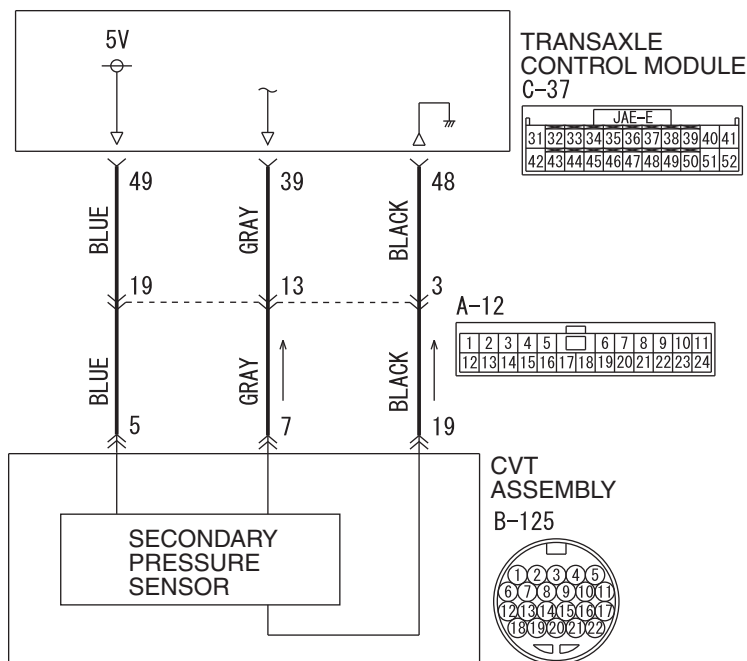 5V
TRANSAXLE
CONTROL MODULE
C-37
JAE-E
31 32 33 34 35 36 37 38 39 40 41
42 43 44 45 46 47 48 49 50 51 52
49 39 48
BLUE GRAY BLACK
19 13 3
A-12
1 2 3 4 5 6 7 8 9 10 11
12 13 14 15 16 17 18 19 20 21 22 23 24
BLUE GRAY BLACK
5 7 19
CVT
ASSEMBLY
B-125
SECONDARY
PRESSURE
SENSOR
1 2 3 4 5
6 7 8 9 10 11
12 13 14 15 16 17
18 19 20 21 22